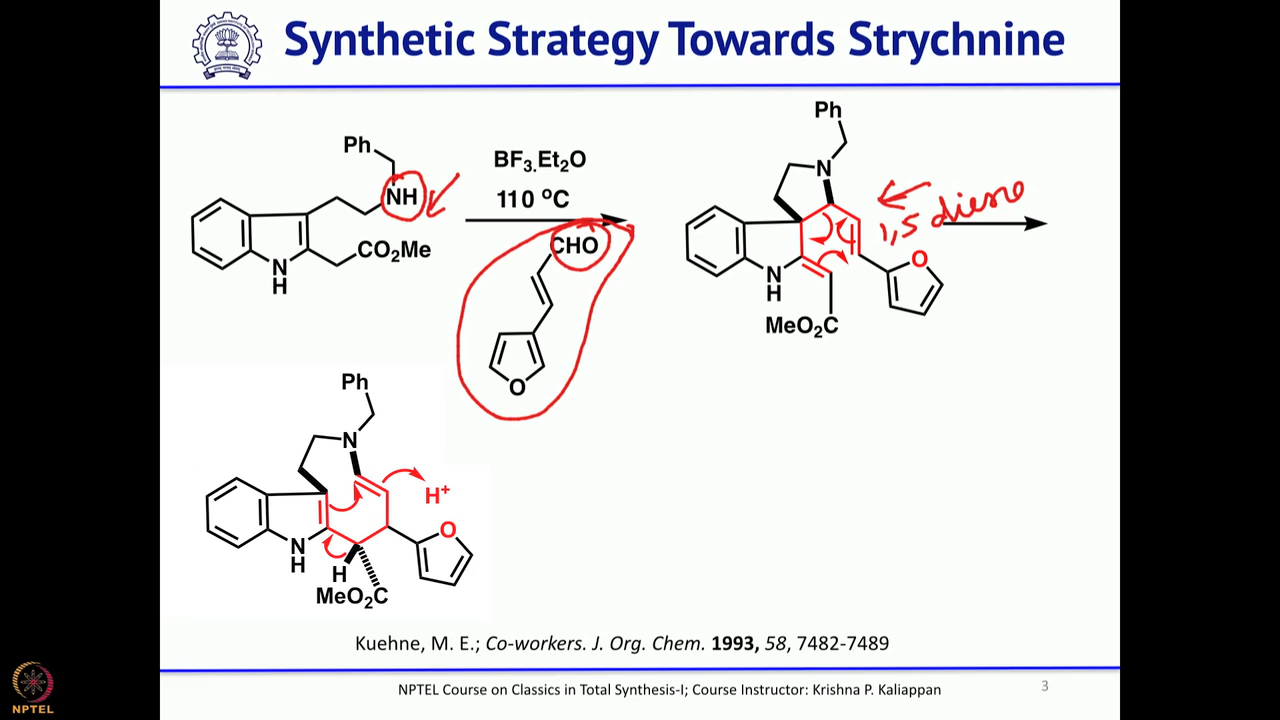 Synthetic Strategy Towards Strychnine
Ph
NH
CO₂Me
N
H
BF₃.Et₂O
110 ºC
CHO
O
Ph
N
1,5 diene
O
N
H
MeO₂C
Ph
N
H⁺
O
N
H
H
MeO₂C
Kuehne, M. E.; Co-workers. J. Org. Chem. 1993, 58, 7482-7489
NPTEL Course on Classics in Total Synthesis-I; Course Instructor: Krishna P. Kaliappan
3
NPTEL